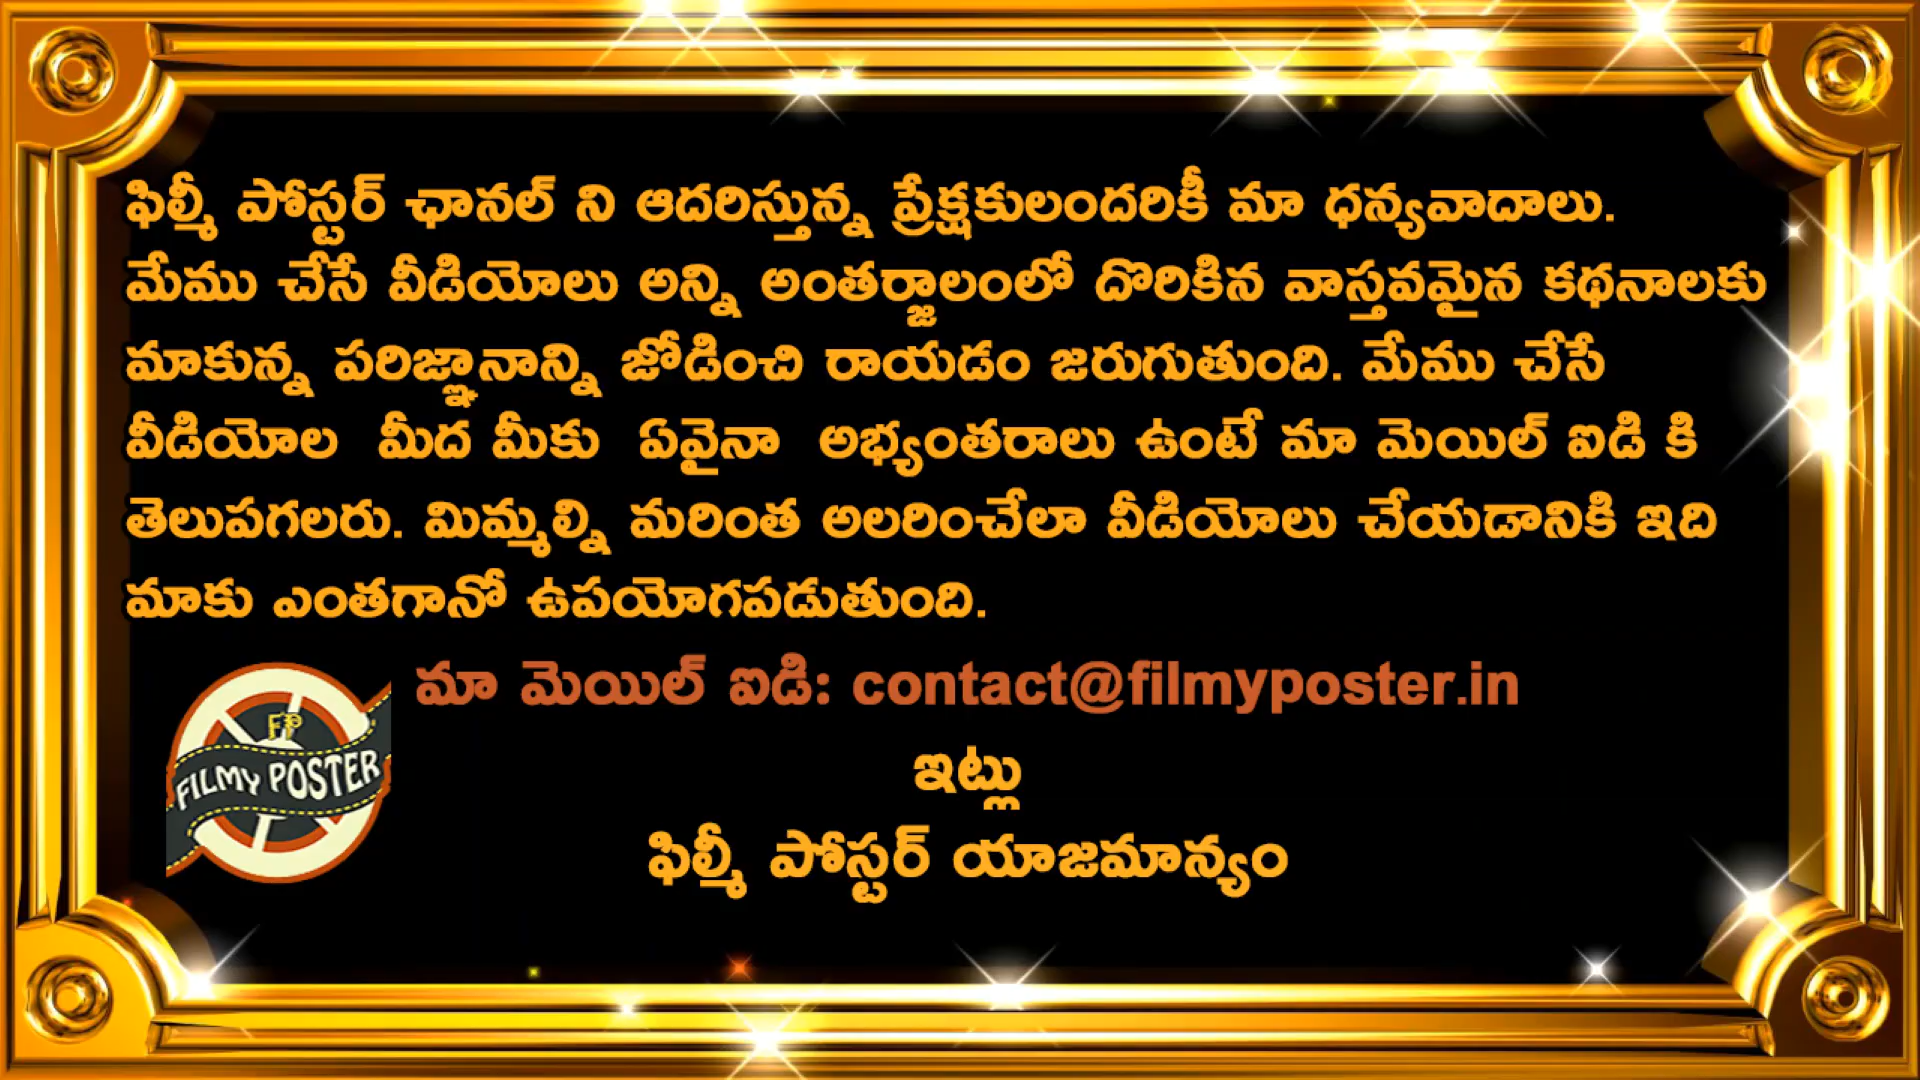 ఫిల్మీ పోస్టర్ ఛానల్ ని ఆదరిస్తున్న ప్రేక్షకులందరికీ మా ధన్యవాదాలు.
మేము చేసే వీడియోలు అన్ని అంతర్జాలంలో దొరికిన వాస్తవమైన కథనాలకు
మాకున్న పరిజ్ఞానాన్ని జోడించి రాయడం జరుగుతుంది. మేము చేసే
వీడియోల మీద మీకు ఏవైనా అభ్యంతరాలు ఉంటే మా మెయిల్ ఐడి కి
తెలుపగలరు. మిమ్మల్ని మరింత అలరించేలా వీడియోలు చేయడానికి ఇది
మాకు ఎంతగానో ఉపయోగపడుతుంది.
మా మెయిల్ ఐడి: contact@filmyposter.in
FP
FILMY POSTER
ఇట్లు
ఫిల్మీ పోస్టర్ యాజమాన్యం